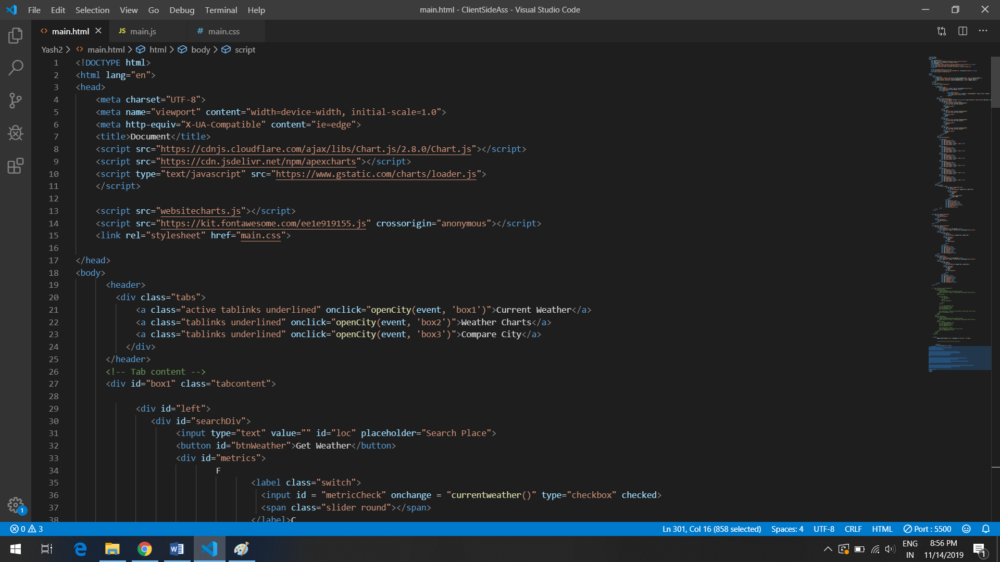 File Edit Selection View Go Debug Terminal Help main.html - ClientSideAss - Visual Studio Code
main.html JS main.js # main.css
Yash2 > main.html > html > body > script
1 <!DOCTYPE html>
2 <html lang="en">
3 <head>
4 <meta charset="UTF-8">
5 <meta name="viewport" content="width=device-width, initial-scale=1.0">
6 <meta http-equiv="X-UA-Compatible" content="ie=edge">
7 <title>Document</title>
8 <script src="https://cdnjs.cloudflare.com/ajax/libs/Chart.js/2.8.0/Chart.js"></script>
9 <script src="https://cdn.jsdelivr.net/npm/apexcharts"></script>
10 <script type="text/javascript" src="https://www.gstatic.com/charts/loader.js">
11 </script>
12
13 <script src="websitecharts.js"></script>
14 <script src="https://kit.fontawesome.com/ee1e919155.js" crossorigin="anonymous"></script>
15 <link rel="stylesheet" href="main.css">
16
17 </head>
18 <body>
19 <header>
20 <div class="tabs">
21 <a class="active tablinks underlined" onclick="openCity(event, 'box1')">Current Weather</a>
22 <a class="tablinks underlined" onclick="openCity(event, 'box2')">Weather Charts</a>
23 <a class="tablinks underlined" onclick="openCity(event, 'box3')">Compare City</a>
24 </div>
25 </header>
26 <!-- Tab content -->
27 <div id="box1" class="tabcontent">
28
29 <div id="left">
30 <div id="searchDiv">
31 <input type="text" value="" id="loc" placeholder="Search Place">
32 <button id="btnWeather">Get Weather</button>
33 <div id="metrics">
34 F
35 <label class="switch">
36 <input id = "metricCheck" onchange = "currentweather()" type="checkbox" checked>
37 <span class="slider round"></span>
38 </label>C
1
0 3 Ln 301, Col 16 (858 selected) Spaces: 4 UTF-8 CRLF HTML Port : 5500
ENG 8:56 PM
IN 11/14/2019 1